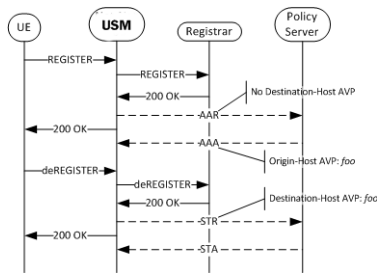 UE
USM
Registrar
Policy
Server
REGISTER
REGISTER
200 OK
No Destination-Host AVP
AAR
200 OK
AAA
Origin-Host AVP: foo
deREGISTER
deREGISTER
200 OK
Destination-Host AVP: foo
STR
200 OK
STA